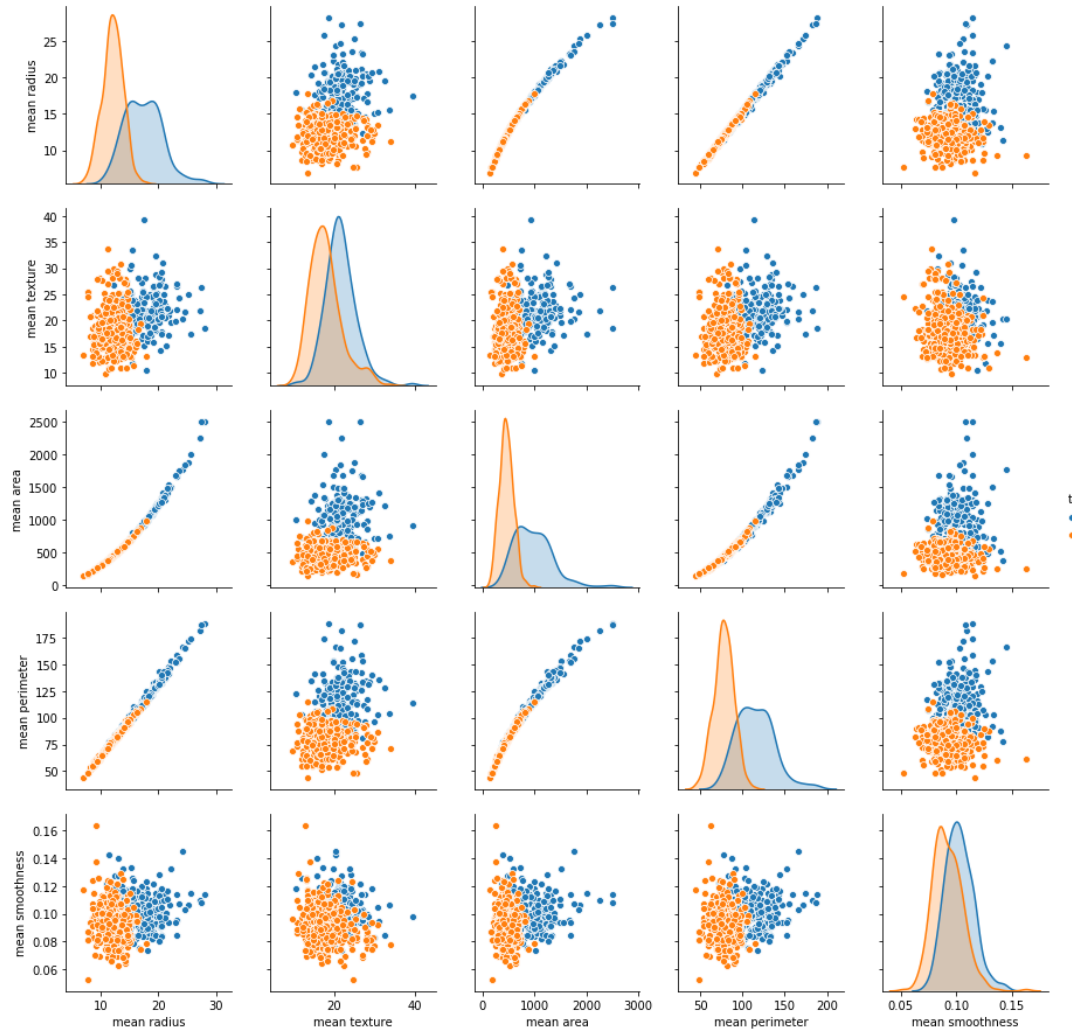 mean radius
25
20
15
10
mean texture
40
35
30
25
20
15
10
mean area
2500
2000
1500
1000
500
0
t
mean perimeter
175
150
125
100
75
50
mean smoothness
0.16
0.14
0.12
0.10
0.08
0.06
10 20 30
20 40
0 1000 2000 3000
50 100 150 200
0.05 0.10 0.15
mean radius
mean texture
mean area
mean perimeter
mean smoothness